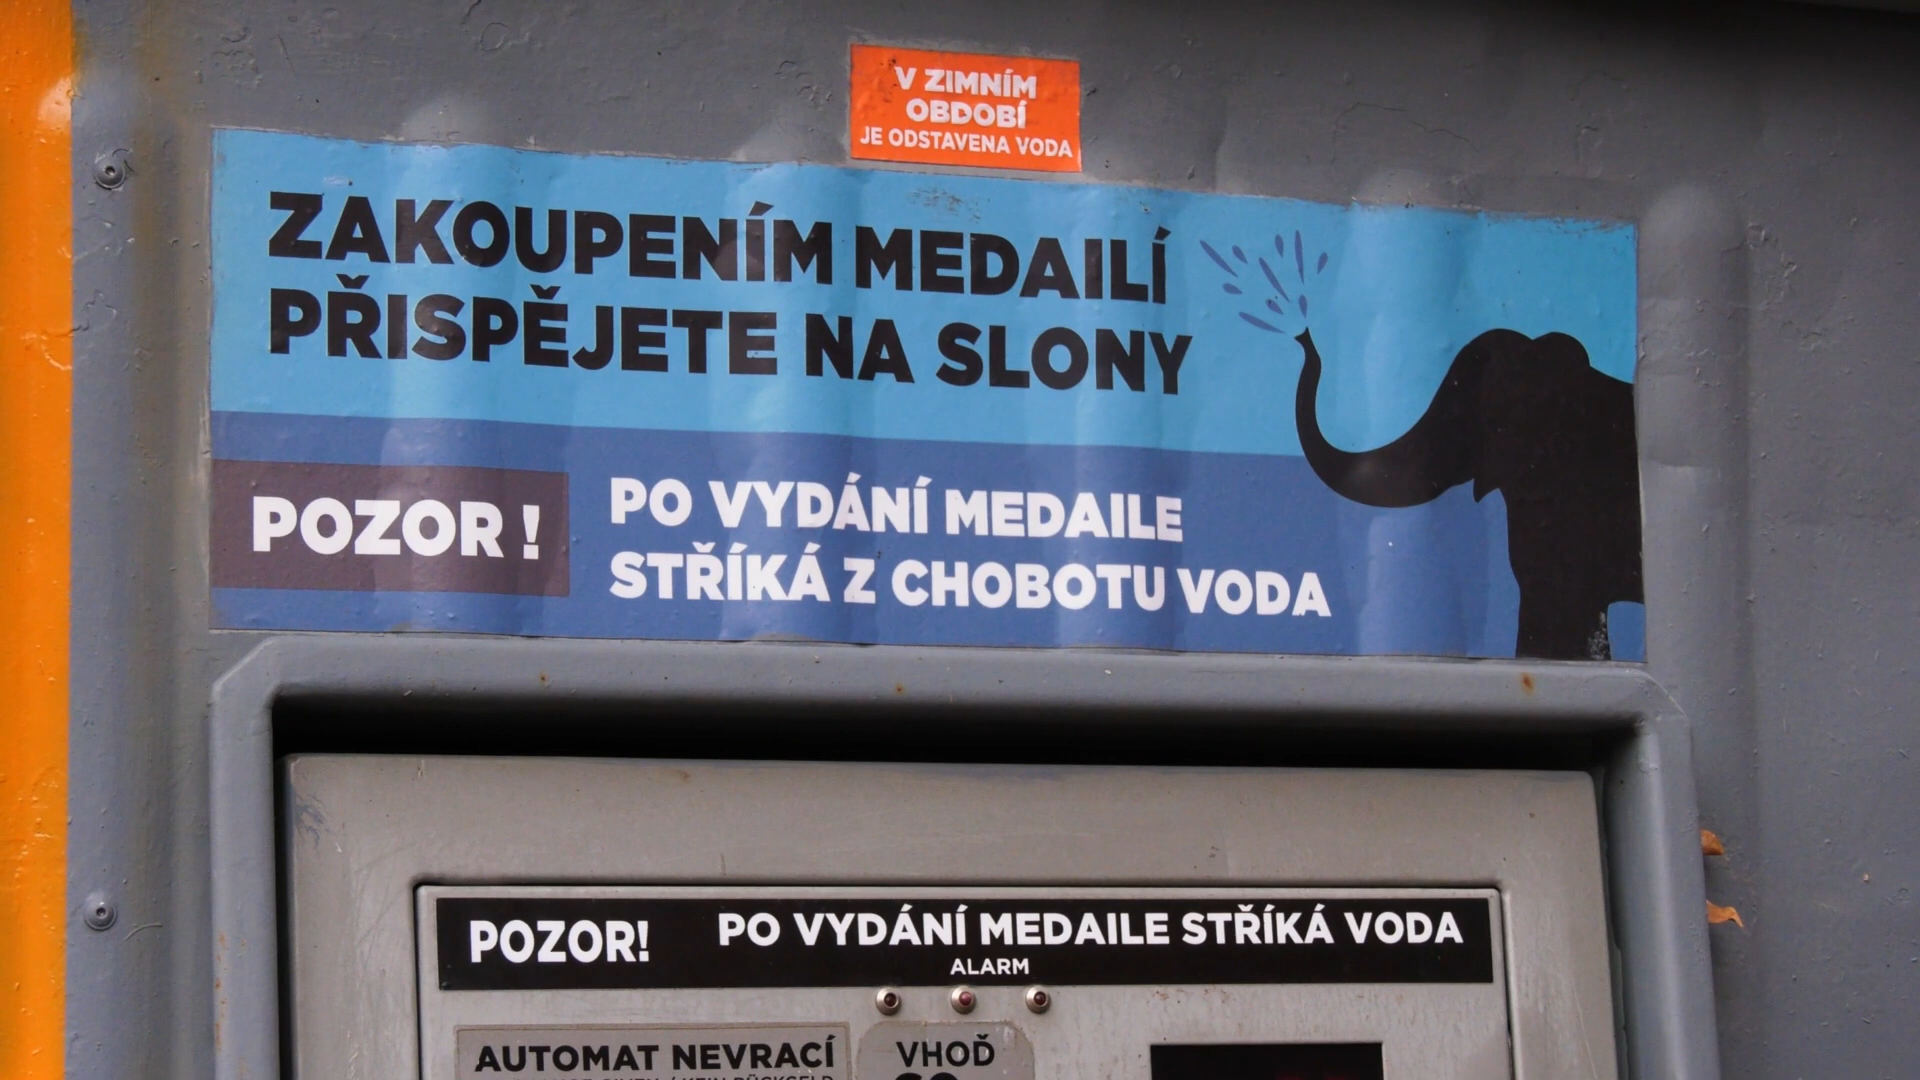 V ZIMNÍM
OBDOBÍ
JE ODSTAVENA VODA
ZAKOUPENÍM MEDAILÍ
PŘISPĚJETE NA SLONY
POZOR !
PO VYDÁNÍ MEDAILE
STŘÍKÁ Z CHOBOTU VODA
POZOR!
PO VYDÁNÍ MEDAILE STŘÍKÁ VODA
ALARM
AUTOMAT NEVRACÍ
VHOĎ